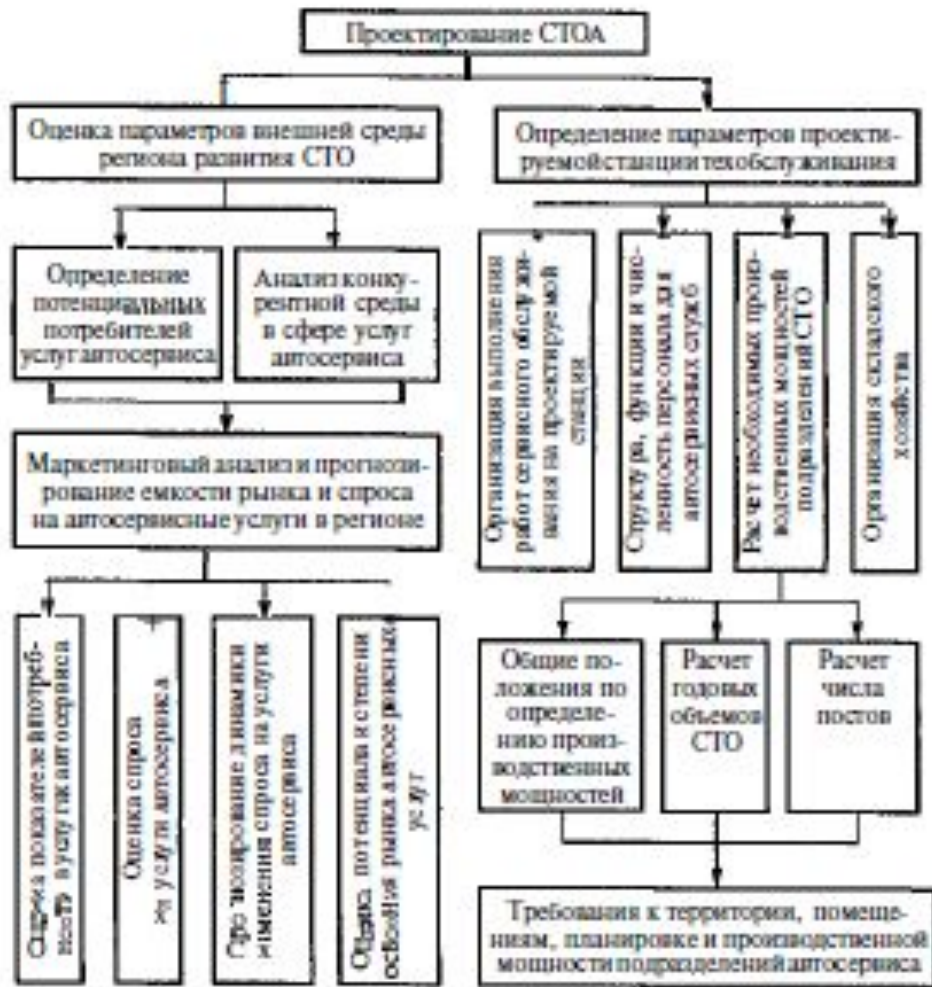 Проектирование СТОА
Оценка параметров внешней среды
региона развития СТО
Определение параметров проекти-
руемой станции техобслуживания
Определение
потенциальных
потребителей
услуг автосервиса
Анализ конку-
рентной среды
в сфере услуг
автосервиса
Маркетинговый анализ и прогнози-
рование емкости рынка и спроса
на автосервисные услуги в регионе
показателей потреб-
ности в услугах автосервиса
Оценка спроса
услуги автосервиса
Прогнозирование динамики
изменения спроса на услуги
автосервиса
Оценка потенциала и степени
освоения рынка автосервисных
услуг
Организация выполнения
работ сервисного обслужи-
вания на проектируемой
станции
Структура, функции и чис-
ленность персонала для
автосервисных служб
Расчет необходимых произ-
водственных мощностей
подразделений СТО
Организация складского
хозяйства
Общие по-
ложения по
определе-
нию произ-
водственных
мощностей
Расчет
годовых
объемов
СТО
Расчет
числа
постов
Требования к территории, помеще-
ниям, планировке и производственной
мощности подразделений автосервиса